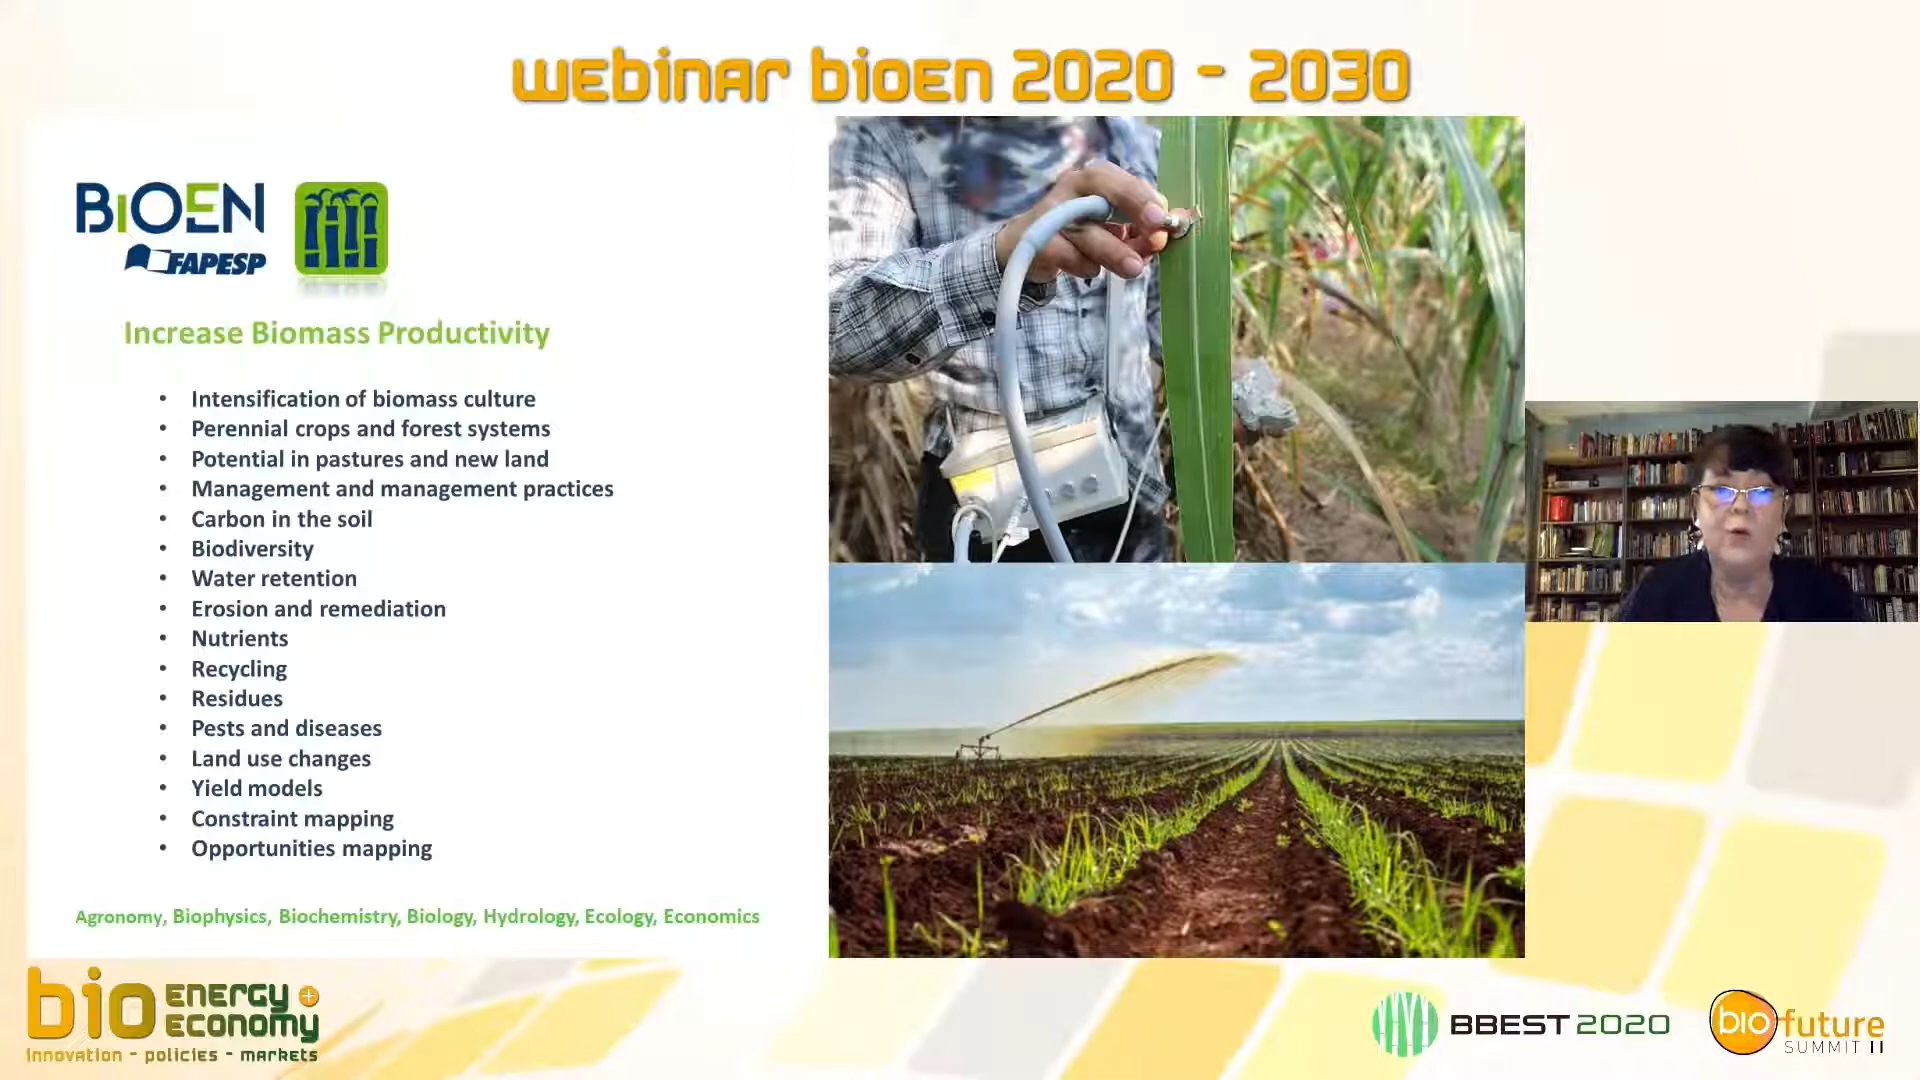 WEBINAR BIOEN 2020 - 2030
BIOEN
FAPESP
Increase Biomass Productivity
• Intensification of biomass culture
• Perennial crops and forest systems
• Potential in pastures and new land
• Management and management practices
• Carbon in the soil
• Biodiversity
• Water retention
• Erosion and remediation
• Nutrients
• Recycling
• Residues
• Pests and diseases
• Land use changes
• Yield models
• Constraint mapping
• Opportunities mapping
Agronomy, Biophysics, Biochemistry, Biology, Hydrology, Ecology, Economics
bio ENERGY +
ECONOMY
innovation - policies - markets
BBEST 2020
biofuture
SUMMIT II